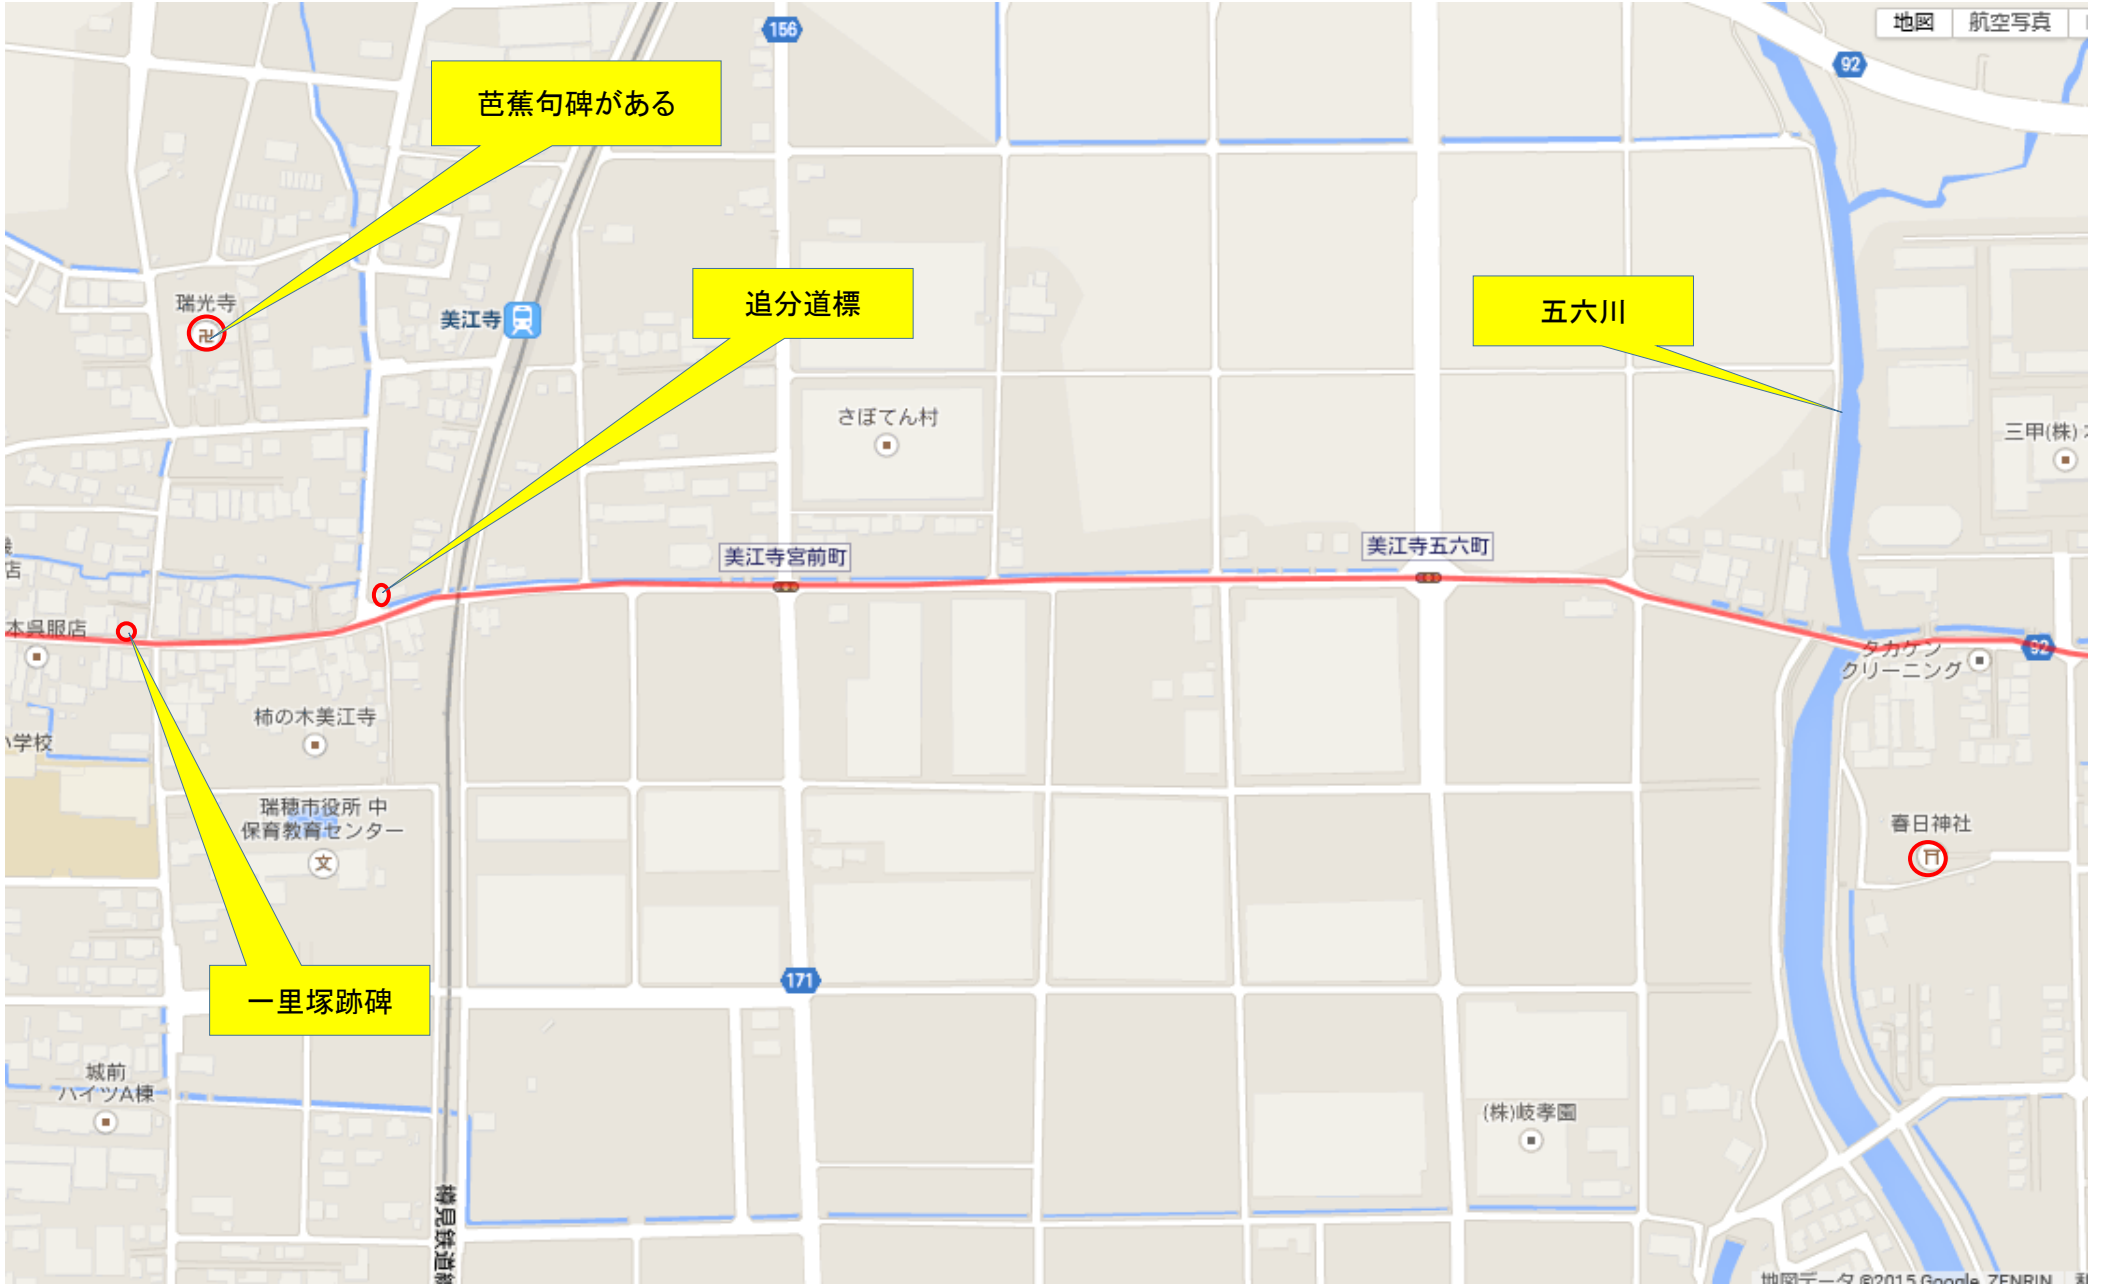 地図
航空写真
156
92
芭蕉句碑がある
瑞光寺
美江寺
追分道標
五六川
さぼてん村
三甲(株)
美江寺宮前町
美江寺五六町
店
本呉服店
タカケン
クリーニング
92
柿の木美江寺
小学校
瑞穂市役所 中
保育教育センター
文
春日神社
171
一里塚跡碑
城前
ハイツA棟
(株)岐孝園
樽見鉄道
地図データ ©2015 Google, ZENRIN